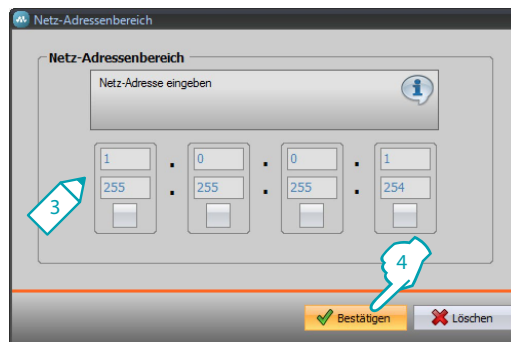 Netz-Adressenbereich
Netz-Adressenbereich
Netz-Adresse eingeben
1 . 0 . 0 . 1
255 . 255 . 255 . 254
3
4
Bestätigen Löschen